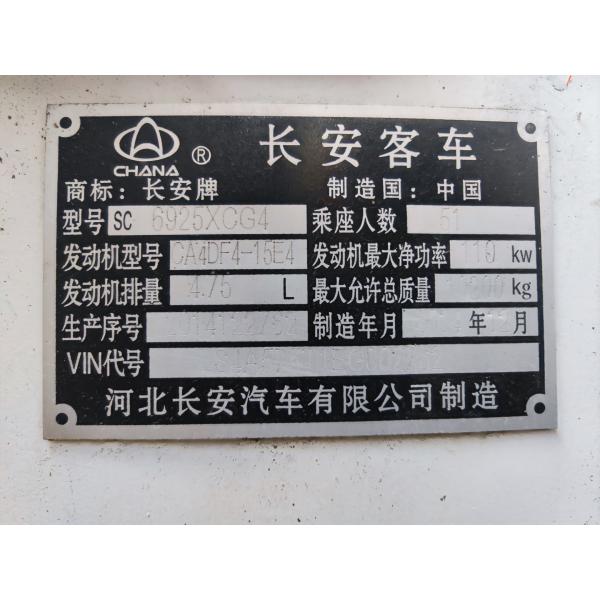 CHANA ® 长安客车
商标：长安牌 制造国：中国
型号 SC 6925XCG4 乘座人数 51
发动机型号 CA4DF4-15E4 发动机最大净功率 110 kw
发动机排量 4.75 L 最大允许总质量 kg
生产序号 制造年月 年 月
VIN代号
河北长安汽车有限公司制造